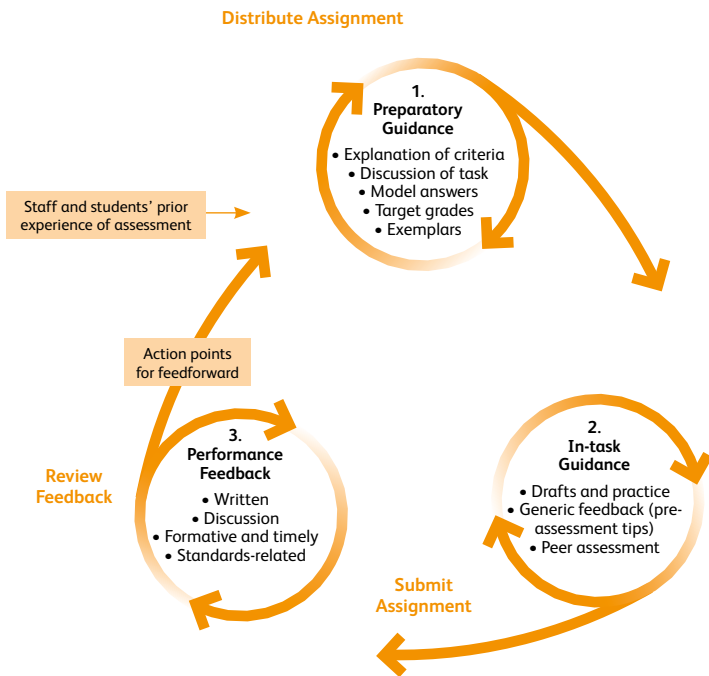 Distribute Assignment
1.
Preparatory
Guidance
• Explanation of criteria
• Discussion of task
• Model answers
• Target grades
• Exemplars
Staff and students’ prior
experience of assessment
Action points
for feedforward
2.
In-task
Guidance
• Drafts and practice
• Generic feedback (pre-
assessment tips)
• Peer assessment
3.
Performance
Feedback
• Written
• Discussion
• Formative and timely
• Standards-related
Review
Feedback
Submit
Assignment